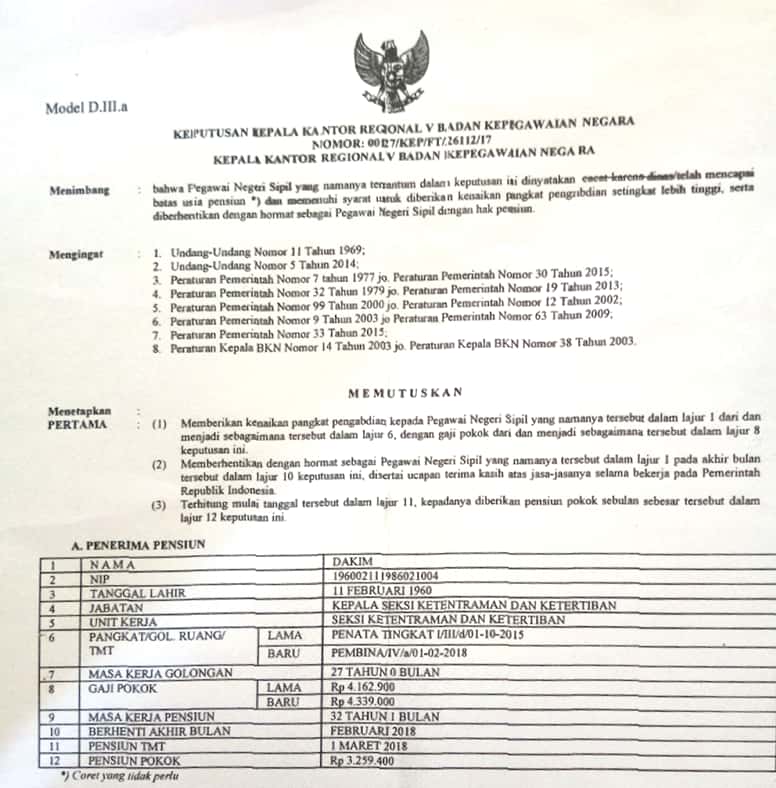 Model D.III.a
KEPUTUSAN KEPALA KANTOR REGIONAL V BADAN KEPEGAWAIAN NEGARA
NOMOR: 00127/KEP/FT/26112/17
KEPALA KANTOR REGIONAL V BADAN KEPEGAWAIAN NEGARA
Menimbang : bahwa Pegawai Negeri Sipil yang namanya tercantum dalam keputusan ini dinyatakan cacat karena dinas/telah mencapai
batas usia pensiun *) dan memenuhi syarat untuk diberikan kenaikan pangkat pengabdian setingkat lebih tinggi, serta
diberhentikan dengan hormat sebagai Pegawai Negeri Sipil dengan hak pensiun.
Mengingat : 1. Undang-Undang Nomor 11 Tahun 1969;
2. Undang-Undang Nomor 5 Tahun 2014;
3. Peraturan Pemerintah Nomor 7 tahun 1977 jo. Peraturan Pemerintah Nomor 30 Tahun 2015;
4. Peraturan Pemerintah Nomor 32 Tahun 1979 jo. Peraturan Pemerintah Nomor 19 Tahun 2013;
5. Peraturan Pemerintah Nomor 99 Tahun 2000 jo. Peraturan Pemerintah Nomor 12 Tahun 2002;
6. Peraturan Pemerintah Nomor 9 Tahun 2003 jo Peraturan Pemerintah Nomor 63 Tahun 2009;
7. Peraturan Pemerintah Nomor 33 Tahun 2015;
8. Peraturan Kepala BKN Nomor 14 Tahun 2003 jo. Peraturan Kepala BKN Nomor 38 Tahun 2003.
MEMUTUSKAN
Menetapkan :
PERTAMA : (1) Memberikan kenaikan pangkat pengabdian kepada Pegawai Negeri Sipil yang namanya tersebut dalam lajur 1 dari dan
menjadi sebagaimana tersebut dalam lajur 6, dengan gaji pokok dari dan menjadi sebagaimana tersebut dalam lajur 8
keputusan ini.
(2) Memberhentikan dengan hormat sebagai Pegawai Negeri Sipil yang namanya tersebut dalam lajur 1 pada akhir bulan
tersebut dalam lajur 10 keputusan ini, disertai ucapan terima kasih atas jasa-jasanya selama bekerja pada Pemerintah
Republik Indonesia.
(3) Terhitung mulai tanggal tersebut dalam lajur 11, kepadanya diberikan pensiun pokok sebulan sebesar tersebut dalam
lajur 12 keputusan ini.
A. PENERIMA PENSIUN
1 NAMA DAKIM
2 NIP 196002111986021004
3 TANGGAL LAHIR 11 FEBRUARI 1960
4 JABATAN KEPALA SEKSI KETENTRAMAN DAN KETERTIBAN
5 UNIT KERJA SEKSI KETENTRAMAN DAN KETERTIBAN
6 PANGKAT/GOL. RUANG/ LAMA PENATA TINGKAT I/III/d/01-10-2015
TMT BARU PEMBINA/IV/a/01-02-2018
7 MASA KERJA GOLONGAN 27 TAHUN 0 BULAN
8 GAJI POKOK LAMA Rp 4.162.900
BARU Rp 4.339.000
9 MASA KERJA PENSIUN 32 TAHUN 1 BULAN
10 BERHENTI AKHIR BULAN FEBRUARI 2018
11 PENSIUN TMT 1 MARET 2018
12 PENSIUN POKOK Rp 3.259.400
*) Coret yang tidak perlu